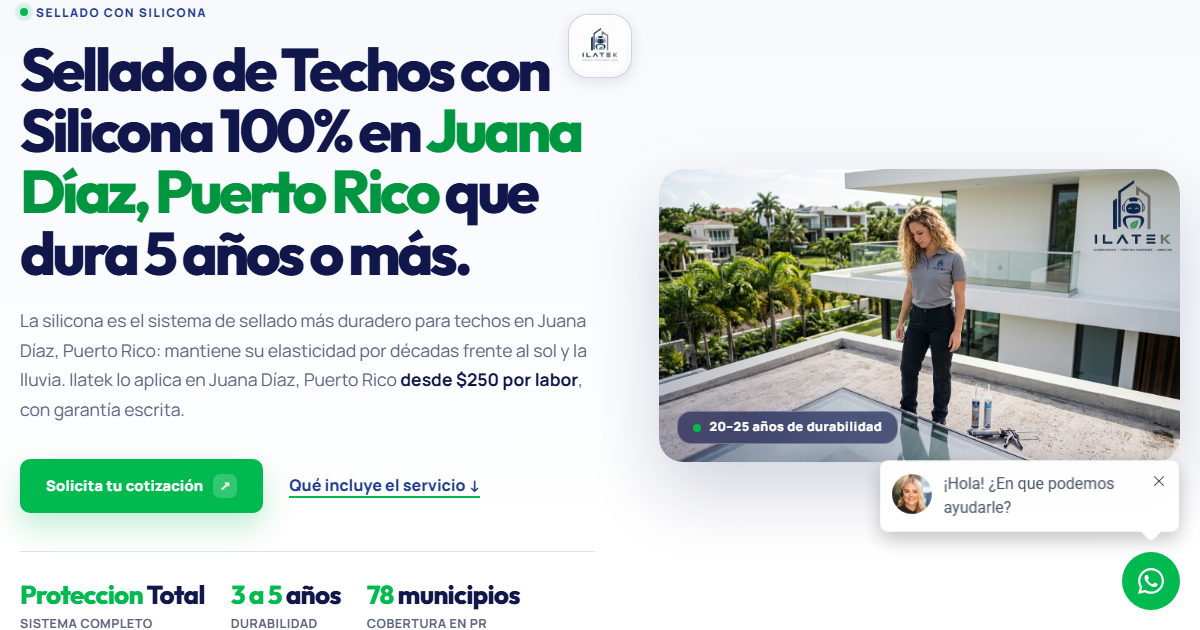 SELLADO CON SILICONA
ILATEK
Sellado de Techos con
Silicona 100% en Juana
Díaz, Puerto Rico que
dura 5 años o más.
La silicona es el sistema de sellado más duradero para techos en Juana
Díaz, Puerto Rico: mantiene su elasticidad por décadas frente al sol y la
lluvia. Ilatek lo aplica en Juana Díaz, Puerto Rico desde $250 por labor,
con garantía escrita.
Solicita tu cotización ↗
Qué incluye el servicio ↓
ILATEK
20–25 años de durabilidad
¡Hola! ¿En que podemos
ayudarle?
Proteccion Total
SISTEMA COMPLETO
3 a 5 años
DURABILIDAD
78 municipios
COBERTURA EN PR